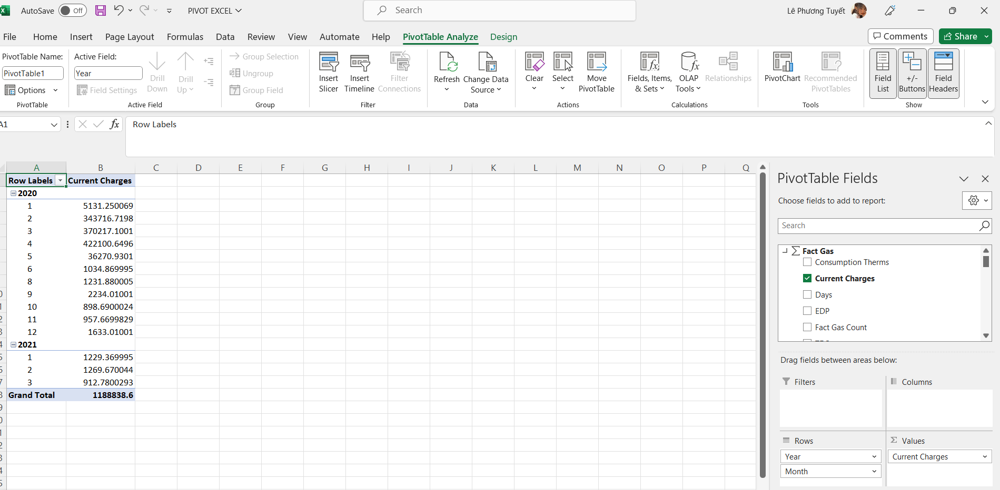 AutoSave Off PIVOT EXCEL Search Lê Phương Tuyết
File Home Insert Page Layout Formulas Data Review View Automate Help PivotTable Analyze Design Comments Share
PivotTable Name:
PivotTable1
Options
PivotTable
Active Field:
Year
Field Settings
Drill Down
Drill Up
Active Field
Group Selection
Ungroup
7 Group Field
Group
Insert Slicer
Insert Timeline
Filter Connections
Filter
Refresh
Change Data Source
Data
Clear
Select
Move PivotTable
Actions
Fields, Items, & Sets
OLAP Tools
Relationships
Calculations
PivotChart
Recommended PivotTables
Tools
Field List
+/- Buttons
Field Headers
Show
A1 fx Row Labels
A B C D E F G H I J K L M N O P Q
Row Labels Current Charges
2020
1 5131.250069
2 343716.7198
3 370217.1001
4 422100.6496
5 36270.9301
6 1034.869995
8 1231.880005
9 2234.01001
10 898.6900024
11 957.6699829
12 1633.01001
2021
1 1229.369995
2 1269.670044
3 912.7800293
Grand Total 1188838.6
PivotTable Fields
Choose fields to add to report:
Search
Σ Fact Gas
Consumption Therms
Current Charges
Days
EDP
Fact Gas Count
Drag fields between areas below:
Filters
Columns
Rows
Year
Month
Σ Values
Current Charges